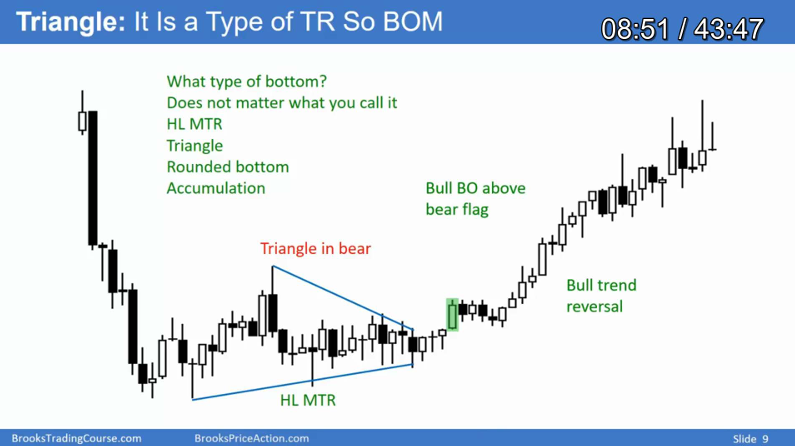 Triangle: It Is a Type of TR So BOM
08:51 / 43:47
What type of bottom?
Does not matter what you call it
HL MTR
Triangle
Rounded bottom
Accumulation
Bull BO above
bear flag
Triangle in bear
Bull trend
reversal
HL MTR
BrooksTradingCourse.com
BrooksPriceAction.com
Slide 9